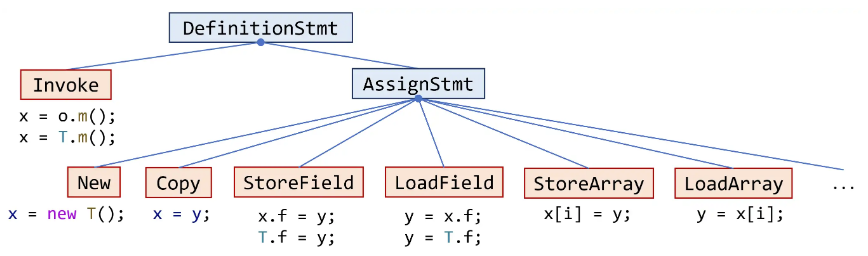 DefinitionStmt
Invoke
AssignStmt
x = o.m();
x = T.m();
New
Copy
StoreField
LoadField
StoreArray
LoadArray
...
x = new T();
x = y;
x.f = y;
y = x.f;
x[i] = y;
y = x[i];
T.f = y;
y = T.f;